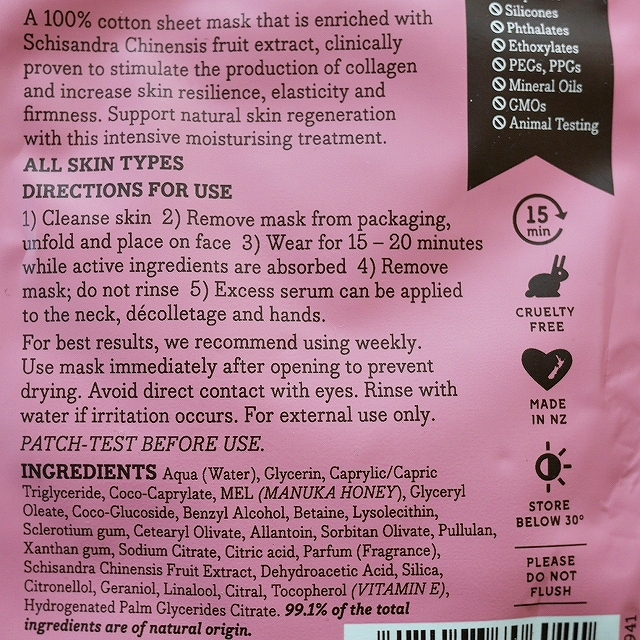 A 100% cotton sheet mask that is enriched with
Schisandra Chinensis fruit extract, clinically
proven to stimulate the production of collagen
and increase skin resilience, elasticity and
firmness. Support natural skin regeneration
with this intensive moisturising treatment.
ALL SKIN TYPES
DIRECTIONS FOR USE
1) Cleanse skin 2) Remove mask from packaging,
unfold and place on face 3) Wear for 15 – 20 minutes
while active ingredients are absorbed 4) Remove
mask; do not rinse 5) Excess serum can be applied
to the neck, décolletage and hands.
For best results, we recommend using weekly.
Use mask immediately after opening to prevent
drying. Avoid direct contact with eyes. Rinse with
water if irritation occurs. For external use only.
PATCH-TEST BEFORE USE.
INGREDIENTS Aqua (Water), Glycerin, Caprylic/Capric
Triglyceride, Coco-Caprylate, MEL (MANUKA HONEY), Glyceryl
Oleate, Coco-Glucoside, Benzyl Alcohol, Betaine, Lysolecithin,
Sclerotium gum, Cetearyl Olivate, Allantoin, Sorbitan Olivate, Pullulan,
Xanthan gum, Sodium Citrate, Citric acid, Parfum (Fragrance),
Schisandra Chinensis Fruit Extract, Dehydroacetic Acid, Silica,
Citronellol, Geraniol, Linalool, Citral, Tocopherol (VITAMIN E),
Hydrogenated Palm Glycerides Citrate. 99.1% of the total
ingredients are of natural origin.
Silicones
Phthalates
Ethoxylates
PEGs, PPGs
Mineral Oils
GMOs
Animal Testing
15
min
CRUELTY
FREE
MADE
IN NZ
STORE
BELOW 30°
PLEASE
DO NOT
FLUSH
41